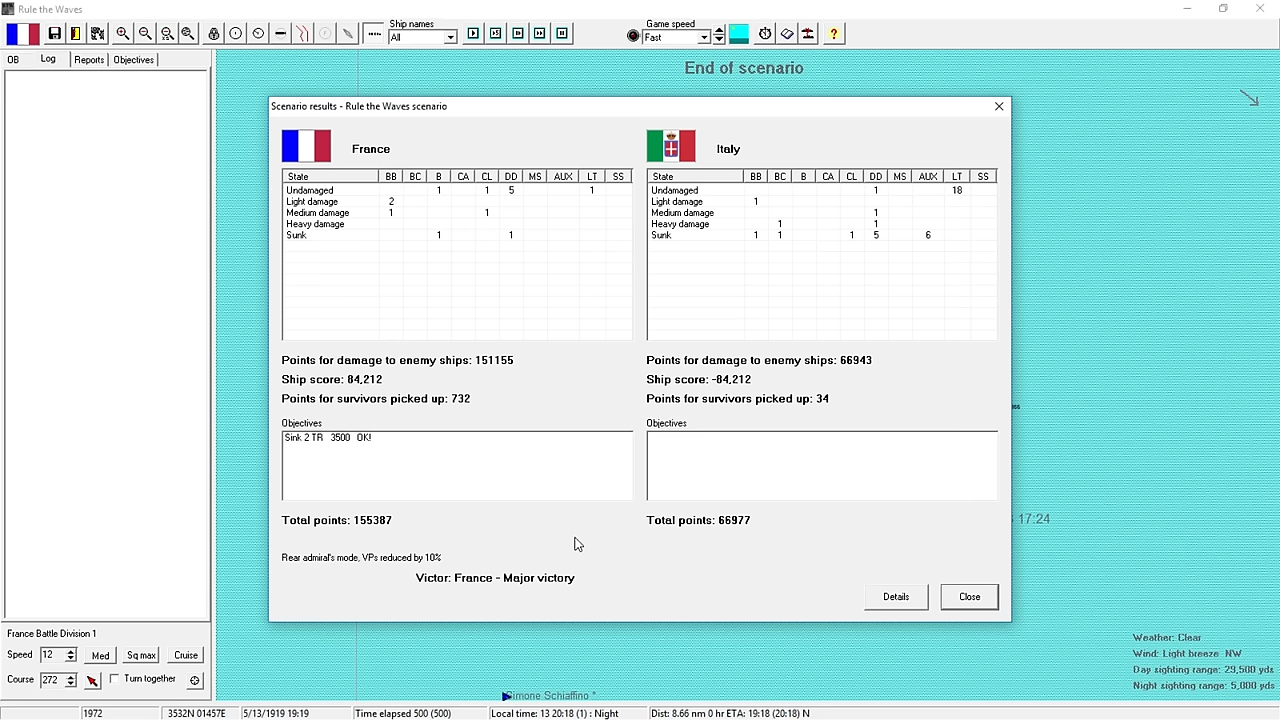 Rule the Waves
Ship names
Game speed
All
Fast
OB Log Reports Objectives
End of scenario
Scenario results - Rule the Waves scenario
France
State BB BC B CA CL DD MS AUX LT SS
Undamaged 1 1 5 1
Light damage 2
Medium damage 1 1
Heavy damage
Sunk 1 1
Points for damage to enemy ships: 151155
Ship score: 84,212
Points for survivors picked up: 732
Objectives
Sink 2 TR 3500 OK!
Total points: 155387
Italy
State BB BC B CA CL DD MS AUX LT SS
Undamaged 1 18
Light damage 1
Medium damage 1
Heavy damage 1 1
Sunk 1 1 1 5 6
Points for damage to enemy ships: 66943
Ship score: -84,212
Points for survivors picked up: 34
Objectives
Total points: 66977
Rear admiral's mode, VPs reduced by 10%
Victor: France - Major victory
Details Close
17:24
France Battle Division 1
Speed 12 Med Sq max Cruise
Course 272 Turn together
Weather: Clear
Wind: Light breeze NW
Day sighting range: 29,500 yds
Night sighting range: 5,000 yds
Simone Schiaffino *
1972 3532N 01457E 5/13/1919 19:19 Time elapsed 500 (500) Local time: 13 20:18 (1) : Night Dist: 8.66 nm 0 hr ETA: 19:18 (20:18) N